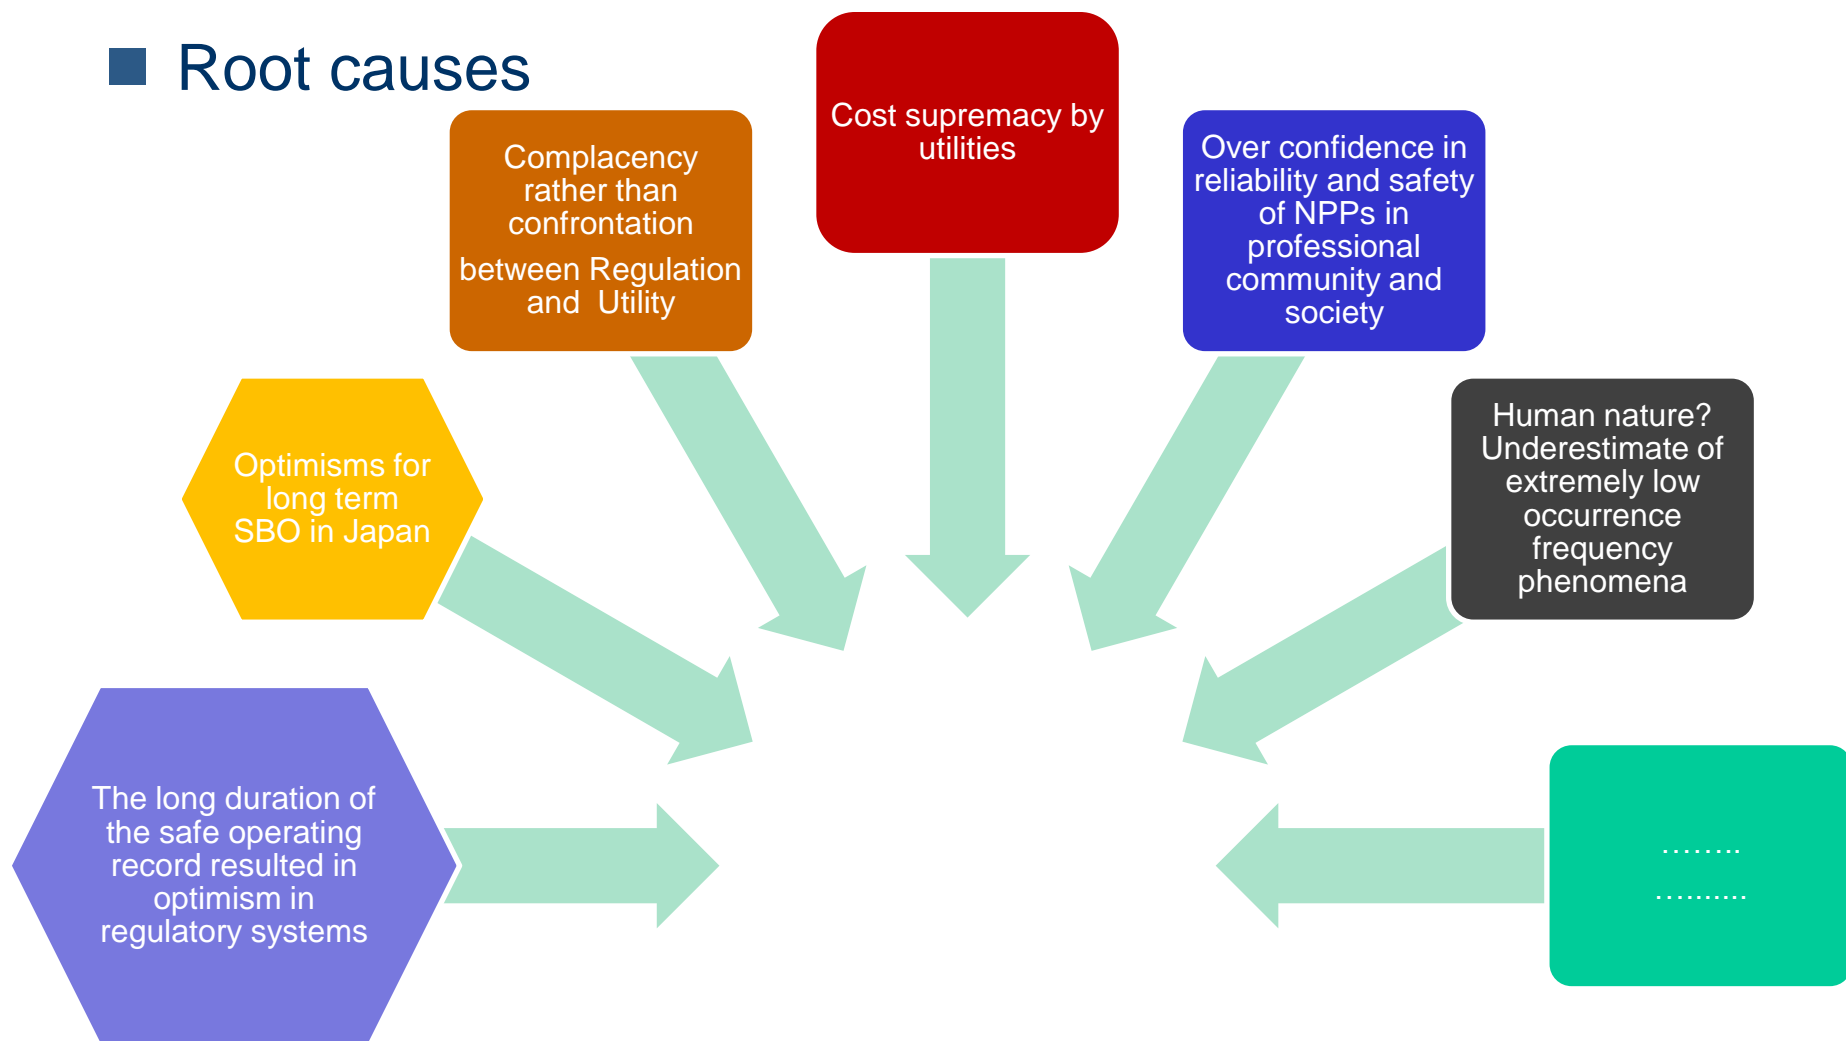 Root causes
Cost supremacy by
utilities
Complacency
rather than
confrontation
between Regulation
and Utility
Over confidence in
reliability and safety
of NPPs in
professional
community and
society
Optimisms for
long term
SBO in Japan
Human nature?
Underestimate of
extremely low
occurrence
frequency
phenomena
The long duration of
the safe operating
record resulted in
optimism in
regulatory systems
……..
……....